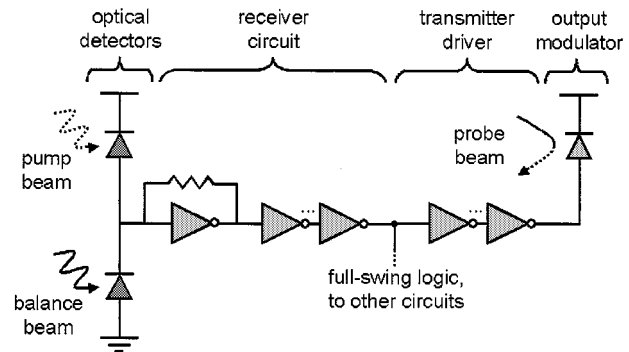 optical
detectors
receiver
circuit
transmitter
driver
output
modulator
pump
beam
probe
beam
...
...
balance
beam
full-swing logic,
to other circuits